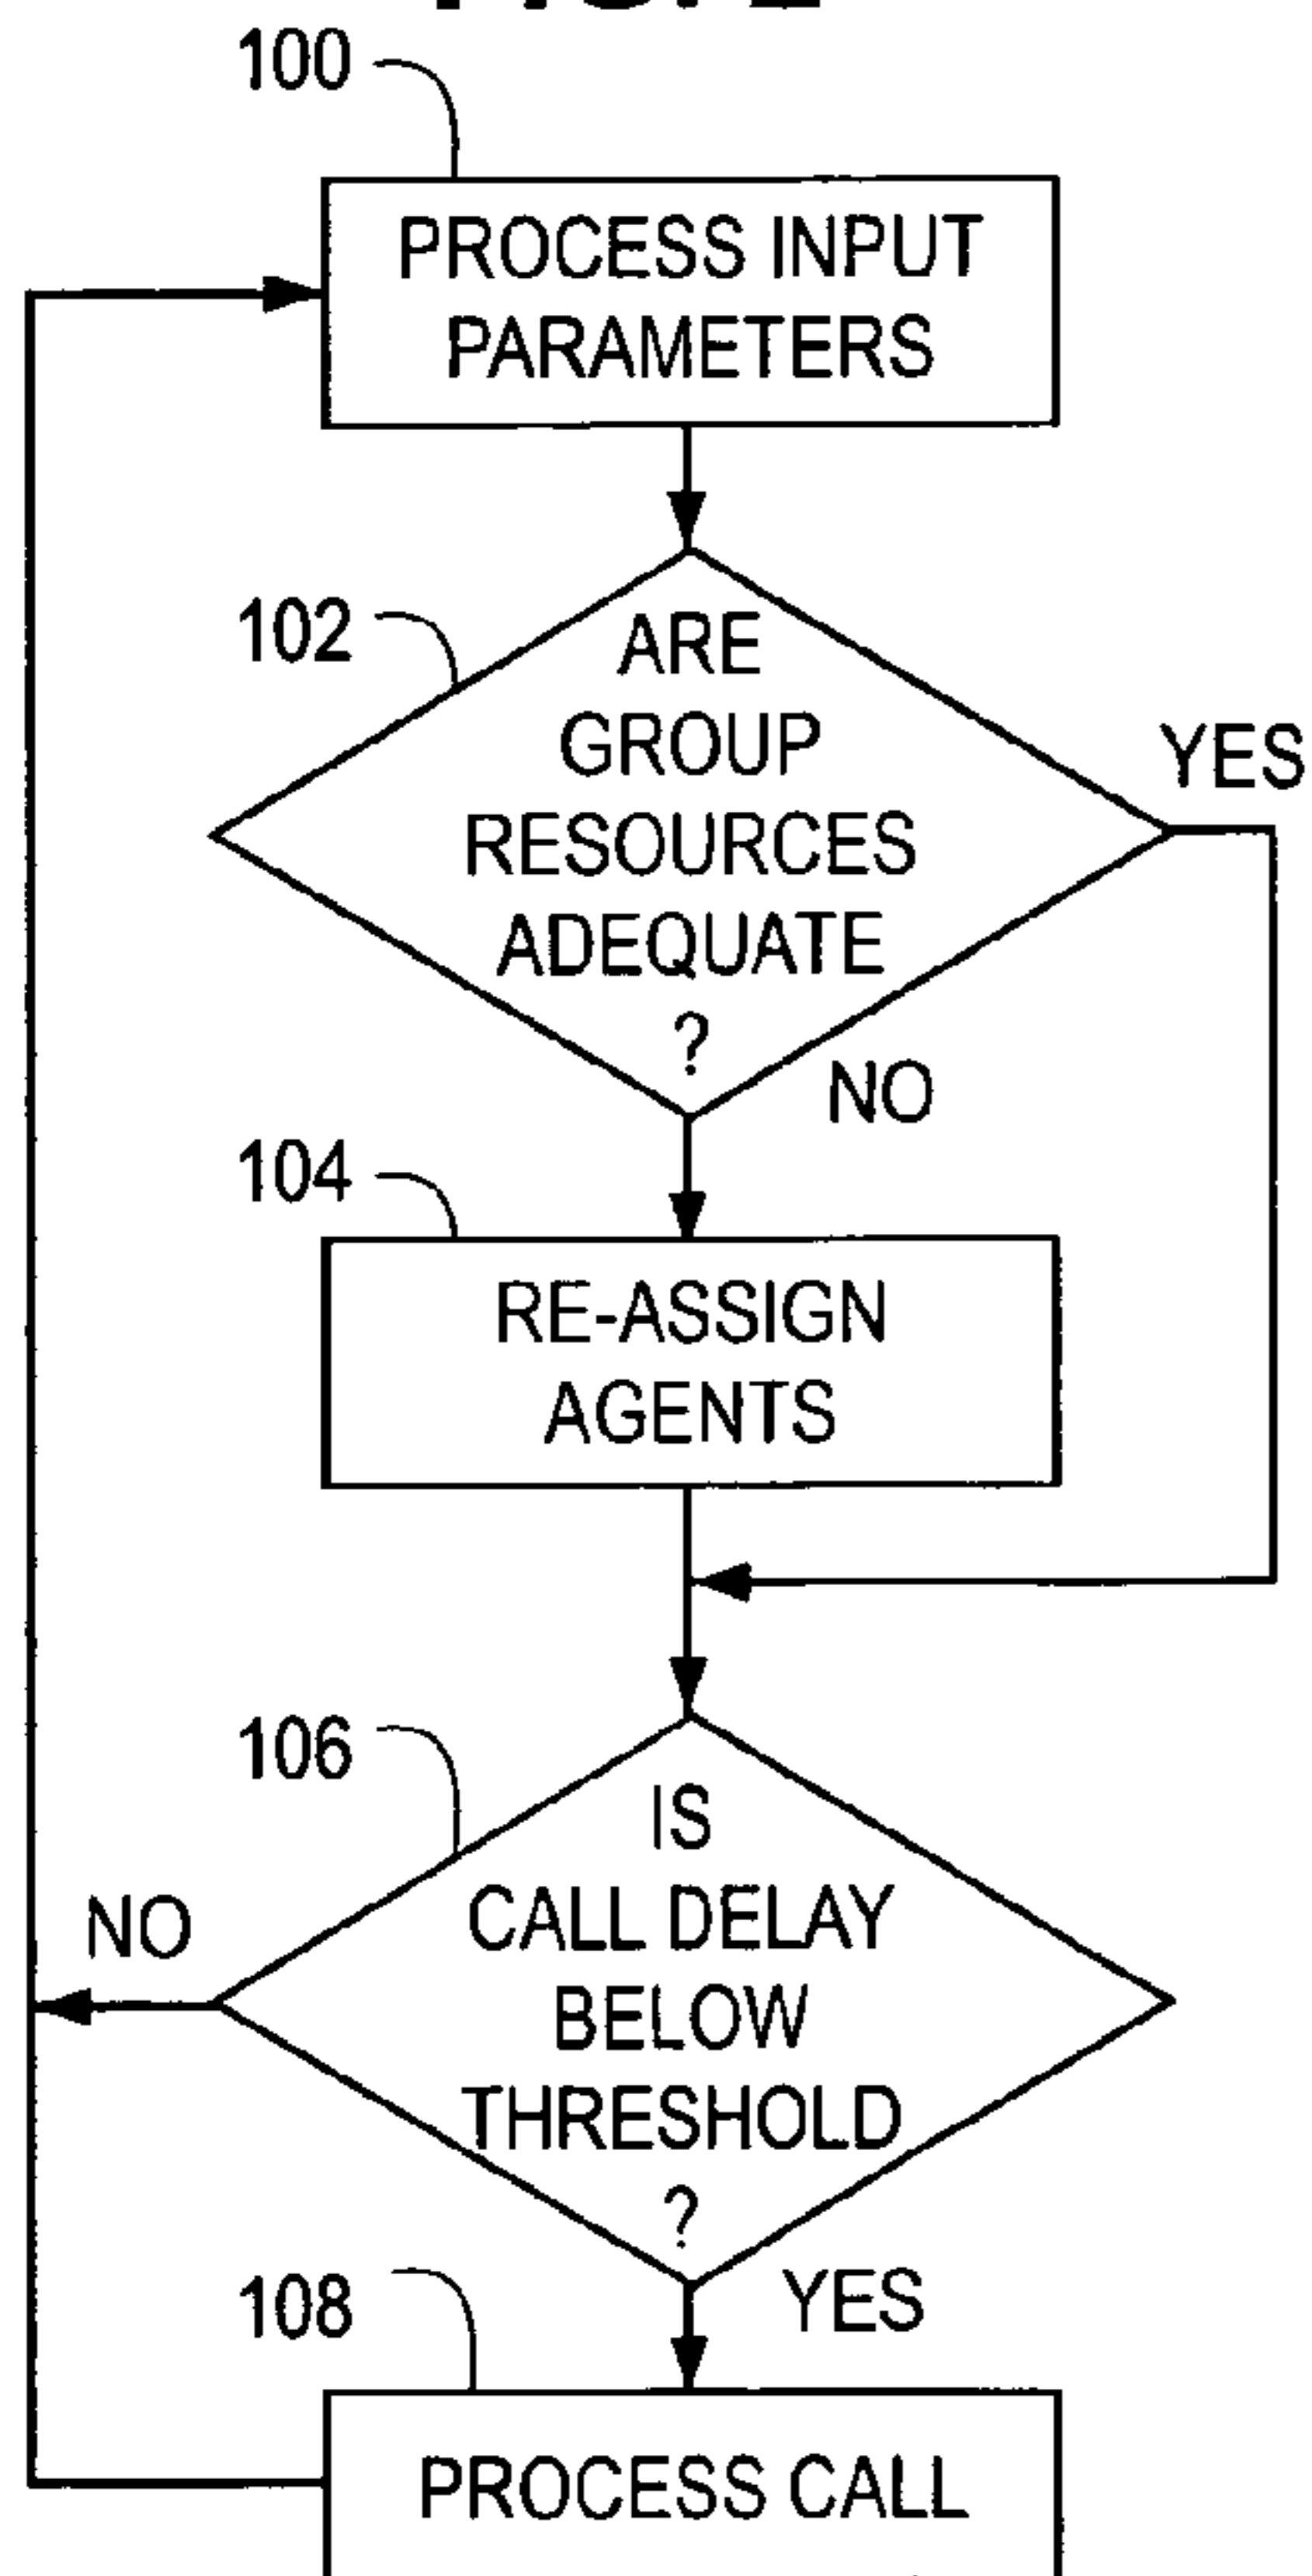 100
PROCESS INPUT
PARAMETERS
102
ARE
GROUP
RESOURCES
ADEQUATE
?
YES
NO
104
RE-ASSIGN
AGENTS
106
IS
CALL DELAY
BELOW
THRESHOLD
?
NO
YES
108
PROCESS CALL